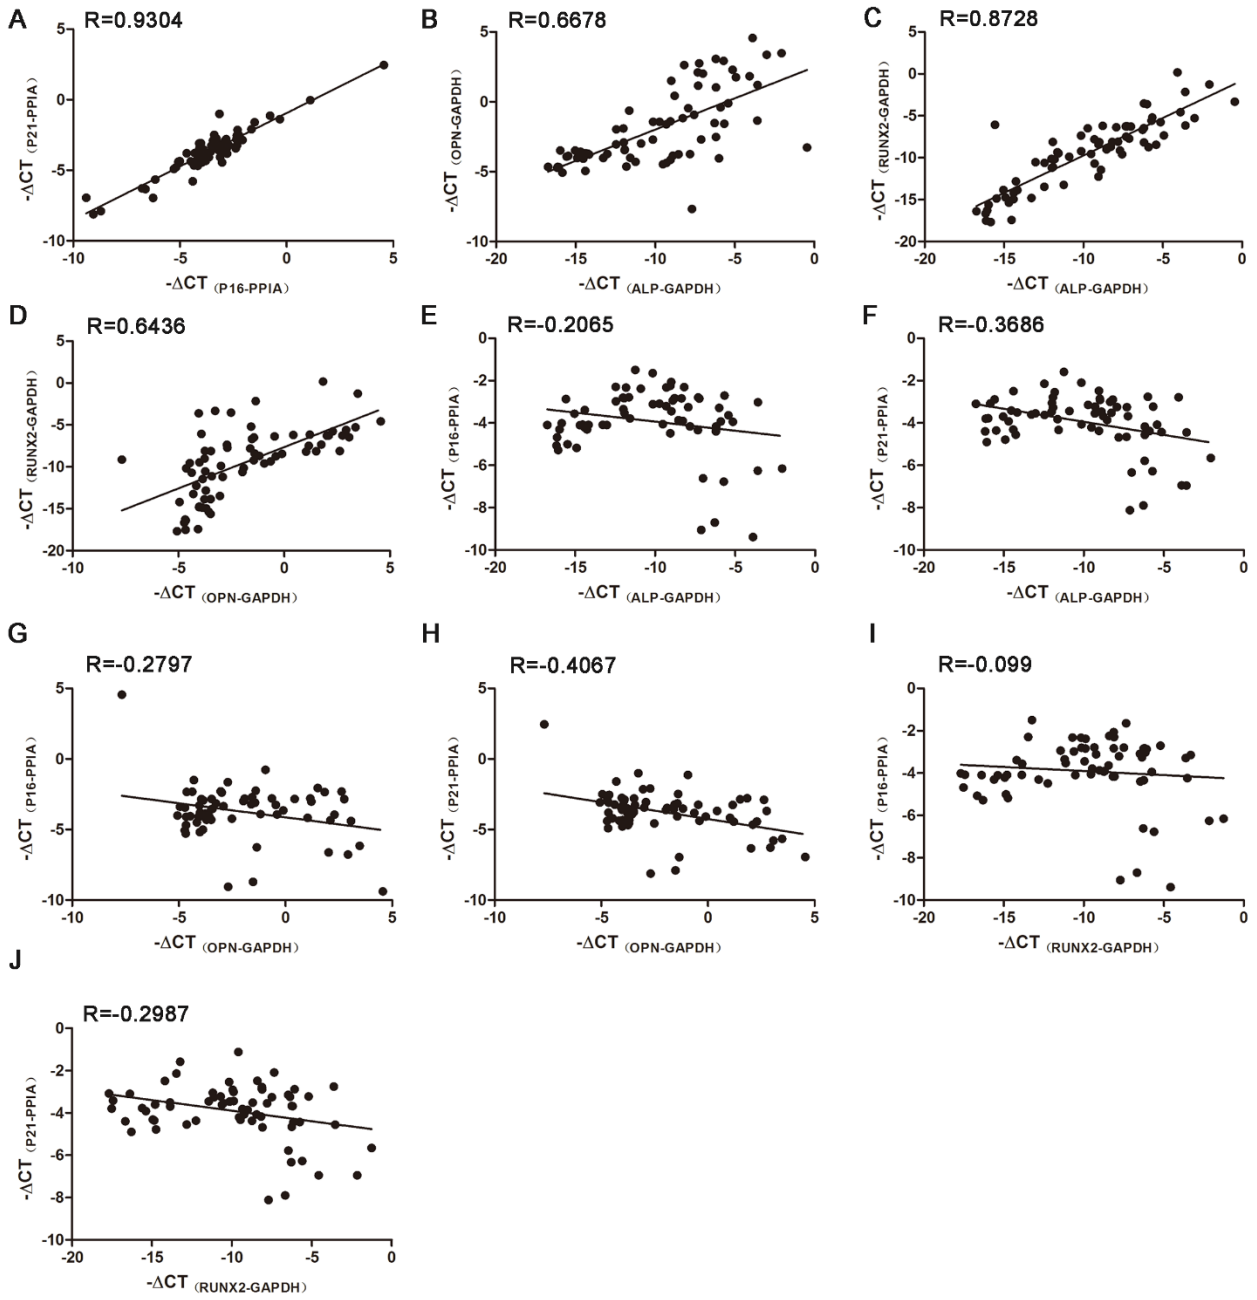 A
R=0.9304
5
0
-5
-10
-10
-5
0
5
-ΔCT (P21-PPIA)
-ΔCT (P16-PPIA)
B
R=0.6678
5
0
-5
-10
-20
-15
-10
-5
0
-ΔCT (OPN-GAPDH)
-ΔCT (ALP-GAPDH)
C
R=0.8728
5
0
-5
-10
-15
-20
-20
-15
-10
-5
0
-ΔCT (RUNX2-GAPDH)
-ΔCT (ALP-GAPDH)
D
R=0.6436
5
0
-5
-10
-15
-20
-10
-5
0
5
-ΔCT (RUNX2-GAPDH)
-ΔCT (OPN-GAPDH)
E
R=-0.2065
0
-2
-4
-6
-8
-10
-20
-15
-10
-5
0
-ΔCT (P16-PPIA)
-ΔCT (ALP-GAPDH)
F
R=-0.3686
0
-2
-4
-6
-8
-10
-20
-15
-10
-5
0
-ΔCT (P21-PPIA)
-ΔCT (ALP-GAPDH)
G
R=-0.2797
5
0
-5
-10
-10
-5
0
5
-ΔCT (P16-PPIA)
-ΔCT (OPN-GAPDH)
H
R=-0.4067
5
0
-5
-10
-10
-5
0
5
-ΔCT (P21-PPIA)
-ΔCT (OPN-GAPDH)
I
R=-0.099
0
-2
-4
-6
-8
-10
-20
-15
-10
-5
0
-ΔCT (P16-PPIA)
-ΔCT (RUNX2-GAPDH)
J
R=-0.2987
0
-2
-4
-6
-8
-10
-20
-15
-10
-5
0
-ΔCT (P21-PPIA)
-ΔCT (RUNX2-GAPDH)